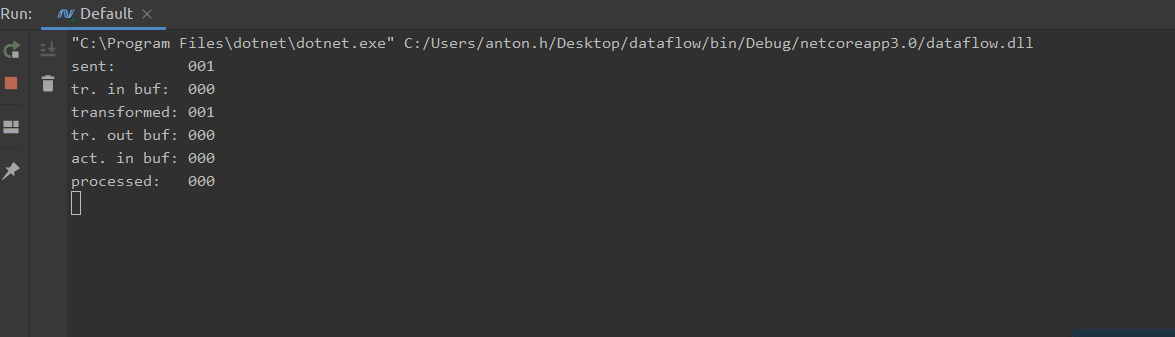 Run: Default
"C:\Program Files\dotnet\dotnet.exe" C:/Users/anton.h/Desktop/dataflow/bin/Debug/netcoreapp3.0/dataflow.dll
sent: 001
tr. in buf: 000
transformed: 001
tr. out buf: 000
act. in buf: 000
processed: 000